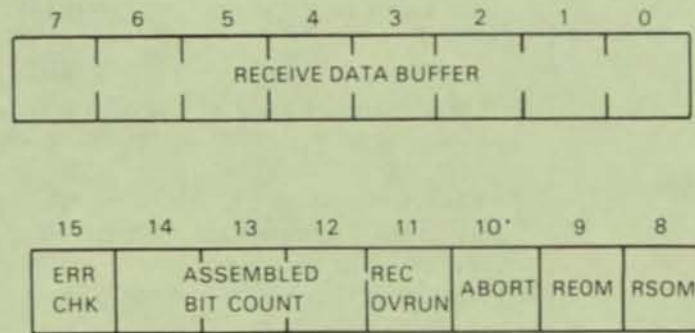 7 6 5 4 3 2 1 0
RECEIVE DATA BUFFER
15 14 13 12 11 10* 9 8
ERR CHK ASSEMBLED BIT COUNT REC OVRUN ABORT REOM RSOM